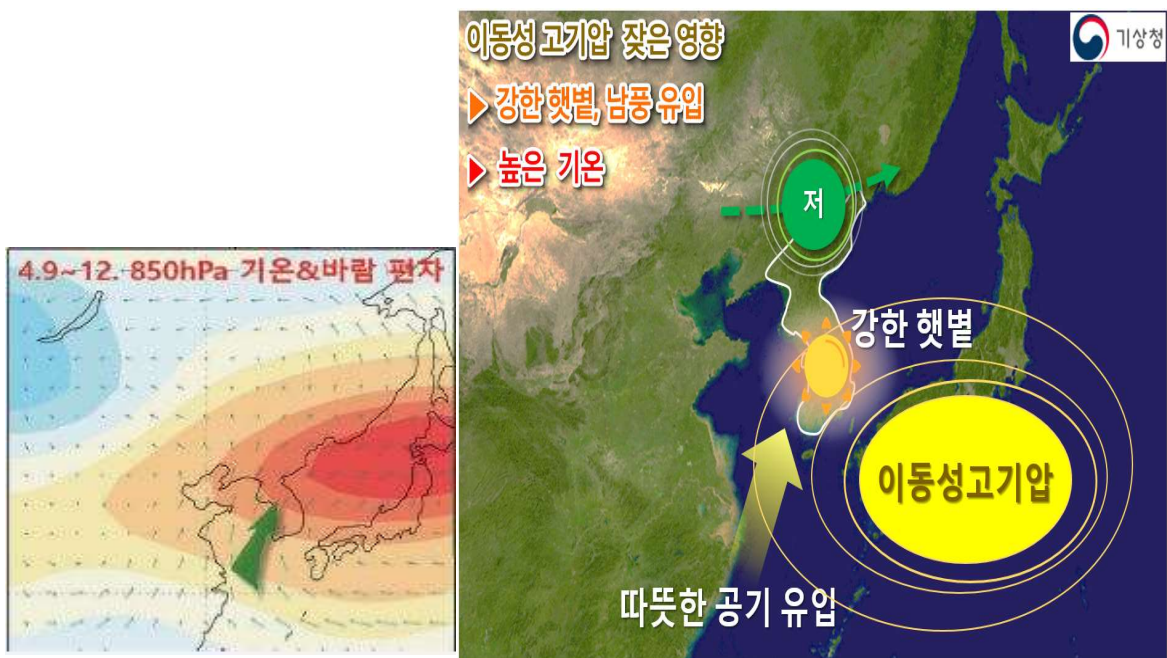 이동성 고기압 잦은 영향
▶ 강한 햇볕, 남풍 유입
▶ 높은 기온
기상청
저
강한 햇볕
이동성고기압
따뜻한 공기 유입
4.9~12. 850hPa 기온&바람 편차